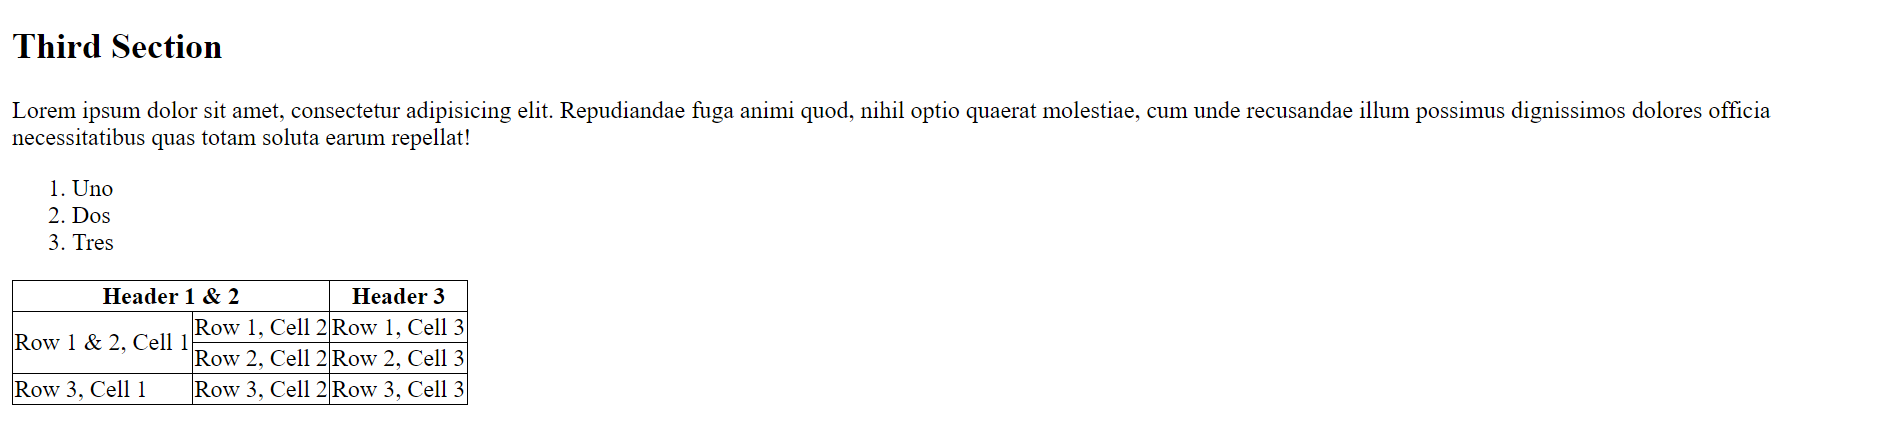 Third Section
Lorem ipsum dolor sit amet, consectetur adipisicing elit. Repudiandae fuga animi quod, nihil optio quaerat molestiae, cum unde recusandae illum possimus dignissimos dolores officia
necessitatibus quas totam soluta earum repellat!
1. Uno
2. Dos
3. Tres
Header 1 & 2 Header 3
Row 1 & 2, Cell 1 Row 1, Cell 2 Row 1, Cell 3
Row 2, Cell 2 Row 2, Cell 3
Row 3, Cell 1 Row 3, Cell 2 Row 3, Cell 3